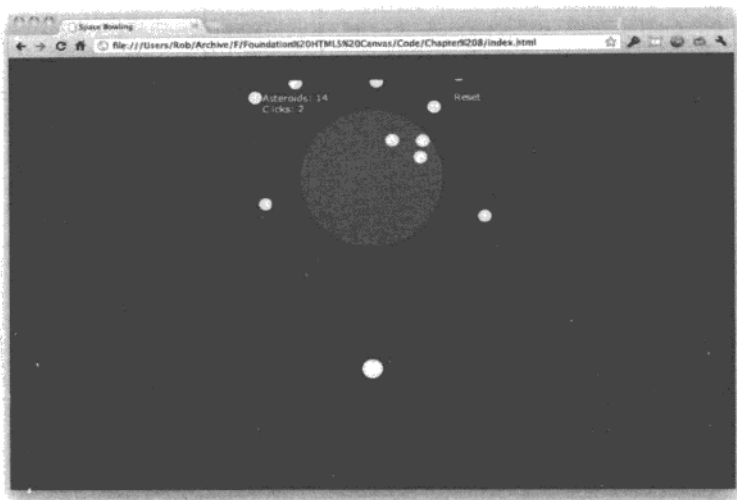 Space Bowling
file:///Users/Rob/Archive/F/Foundation%20HTML5%20Canvas/Code/Chapter%208/index.html
Asteroids: 14
Reset
Clicks: 2